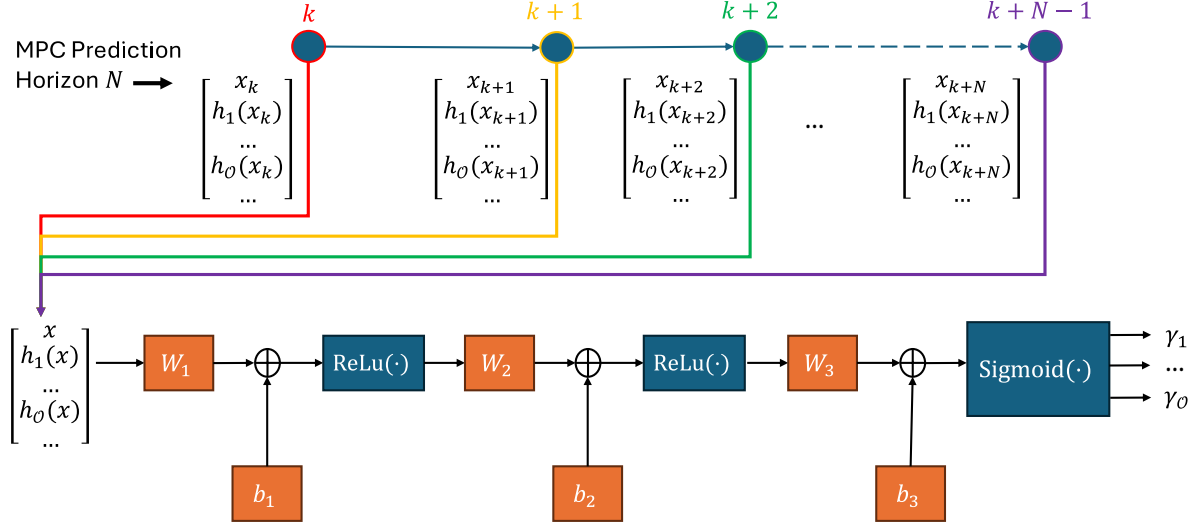 k k + 1 k + 2 k + N − 1
MPC Prediction
Horizon N
x_k x_{k+1} x_{k+2} x_{k+N}
h_1(x_k) h_1(x_{k+1}) h_1(x_{k+2}) h_1(x_{k+N})
... ... ... ... ...
h_𝒪(x_k) h_𝒪(x_{k+1}) h_𝒪(x_{k+2}) h_𝒪(x_{k+N})
... ... ... ...
x
h_1(x)
...
h_𝒪(x)
...
W_1 ReLu(·) W_2 ReLu(·) W_3 Sigmoid(·)
γ_1
...
γ_𝒪
b_1 b_2 b_3